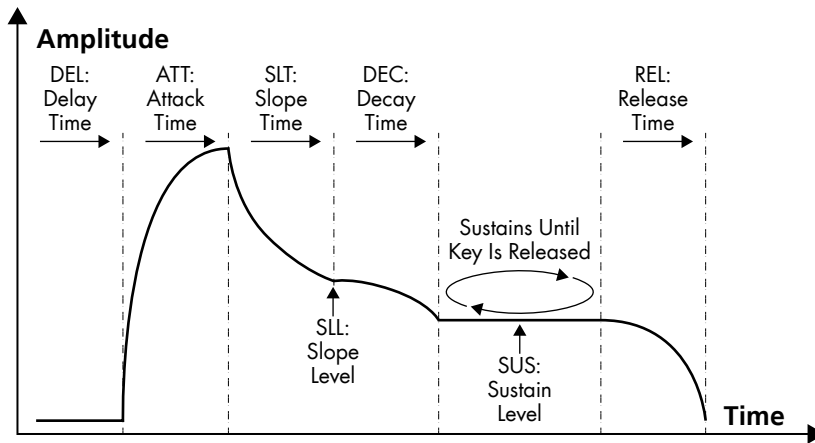 Amplitude
DEL:
Delay
Time
ATT:
Attack
Time
SLT:
Slope
Time
DEC:
Decay
Time
REL:
Release
Time
Sustains Until
Key Is Released
SLL:
Slope
Level
SUS:
Sustain
Level
Time